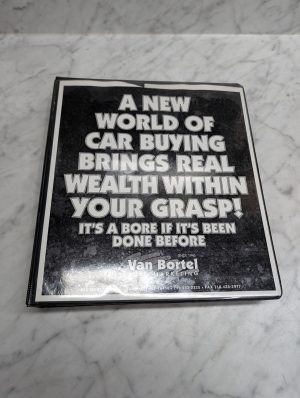 A NEW
WORLD OF
CAR BUYING
BRINGS REAL
WEALTH WITHIN
YOUR GRASP!
IT'S A BORE IF IT'S BEEN
DONE BEFORE
Van Bortel
MARKETING